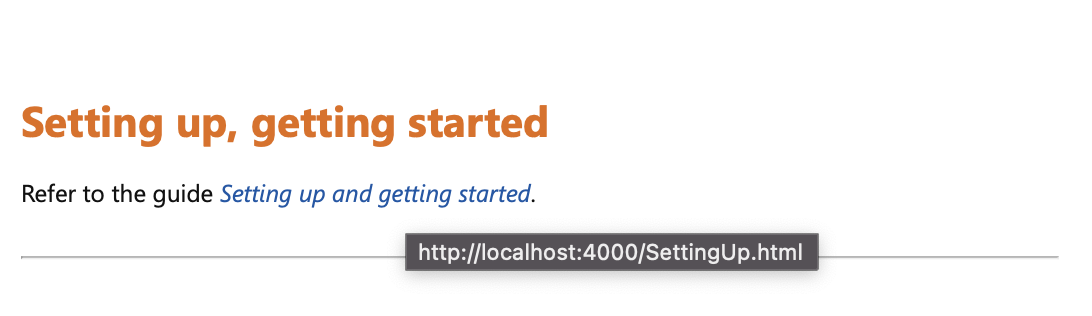 Setting up, getting started
Refer to the guide Setting up and getting started.
http://localhost:4000/SettingUp.html